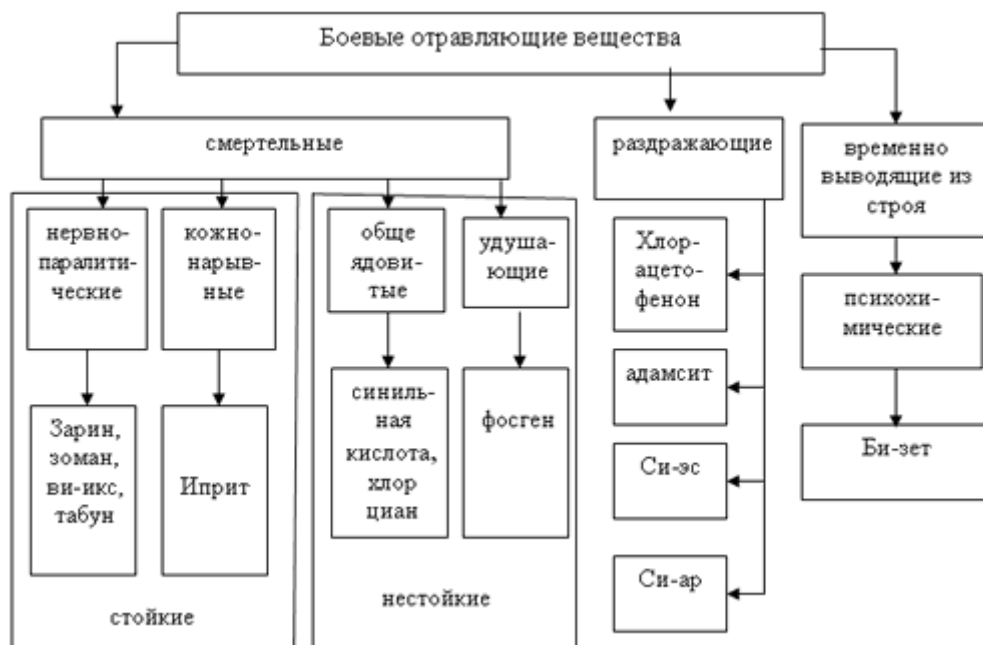 Боевые отравляющие вещества
смертельные
раздражающие
временно
выводящие из
строя
нервно-
паралити-
ческие
кожно-
нарыв-
ные
обще
ядови-
тые
удуша-
ющие
Хлор-
ацето-
фенон
психохи-
мические
Зарин,
зоман,
ви-икс,
табун
Иприт
синиль-
ная
кислота,
хлор
циан
фосген
адамсит
Си-эс
Си-ар
Би-зет
стойкие
нестойкие